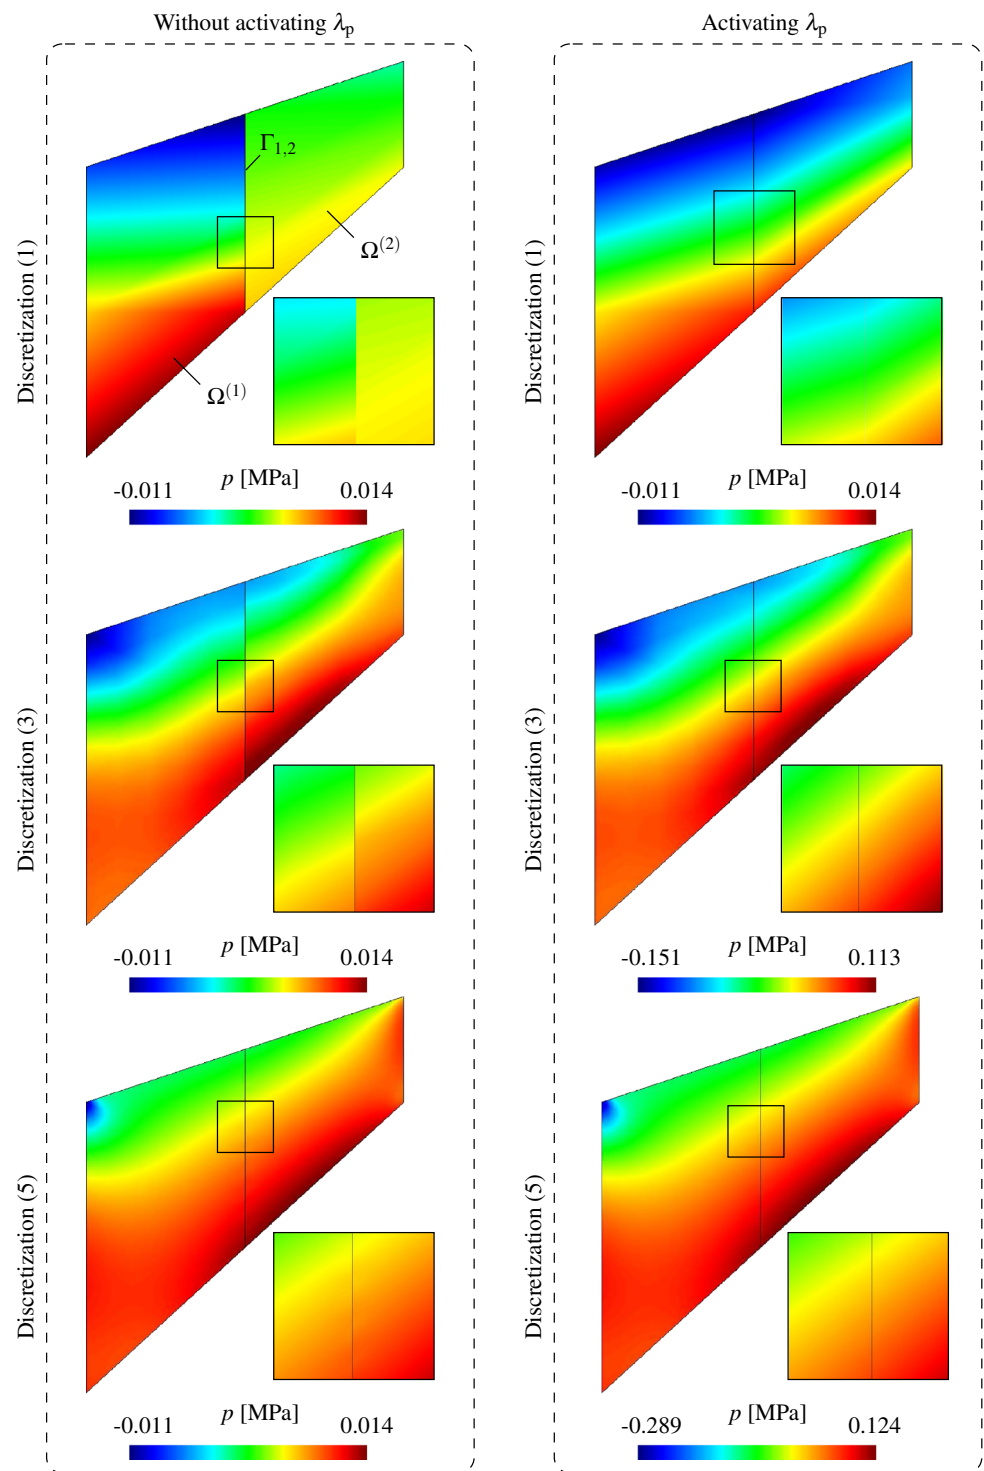 Without activating λp
Activating λp
Discretization (1)
Γ1,2
Ω(2)
Ω(1)
p [MPa]
-0.011
0.014
Discretization (1)
p [MPa]
-0.011
0.014
Discretization (3)
p [MPa]
-0.011
0.014
Discretization (3)
p [MPa]
-0.151
0.113
Discretization (5)
p [MPa]
-0.011
0.014
Discretization (5)
p [MPa]
-0.289
0.124